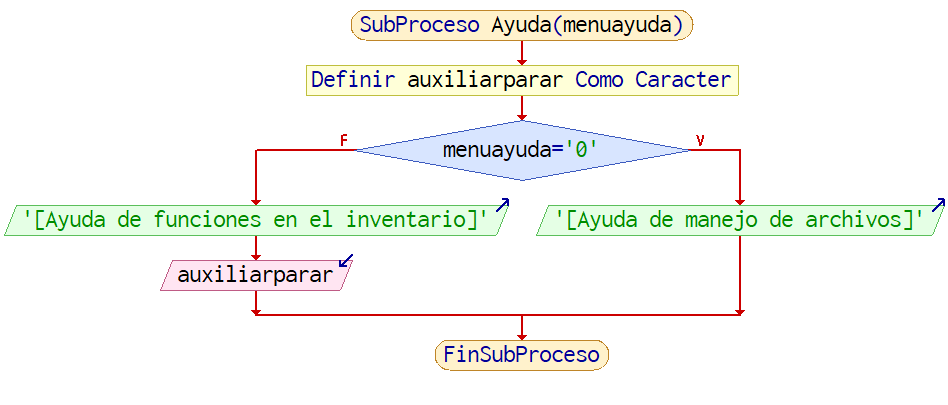 SubProceso Ayuda(menuayuda)
Definir auxiliarparar Como Caracter
F
menuayuda='0'
V
'[Ayuda de funciones en el inventario]'
'[Ayuda de manejo de archivos]'
auxiliarparar
FinSubProceso